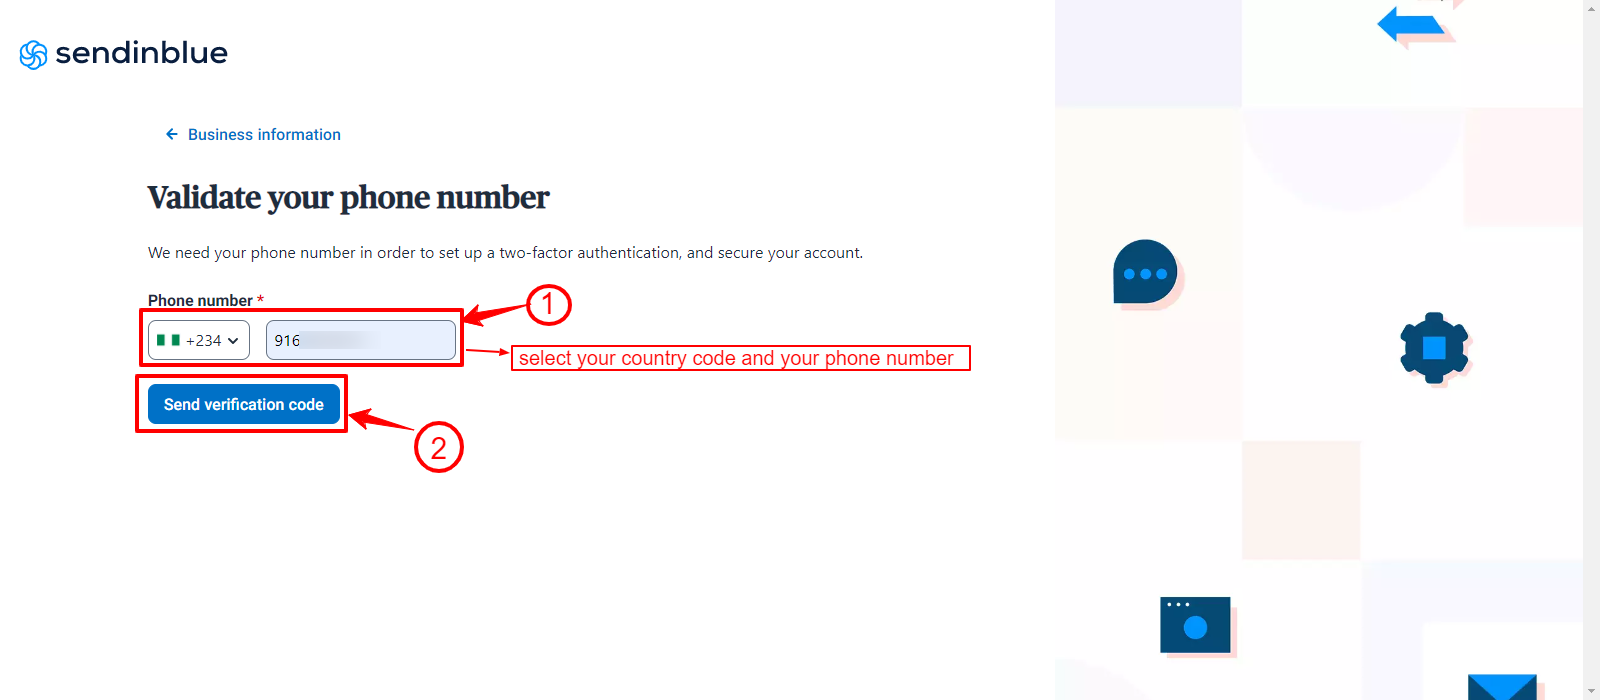 sendinblue
← Business information
Validate your phone number
We need your phone number in order to set up a two-factor authentication, and secure your account.
Phone number *
1
+234 916
select your country code and your phone number
Send verification code
2